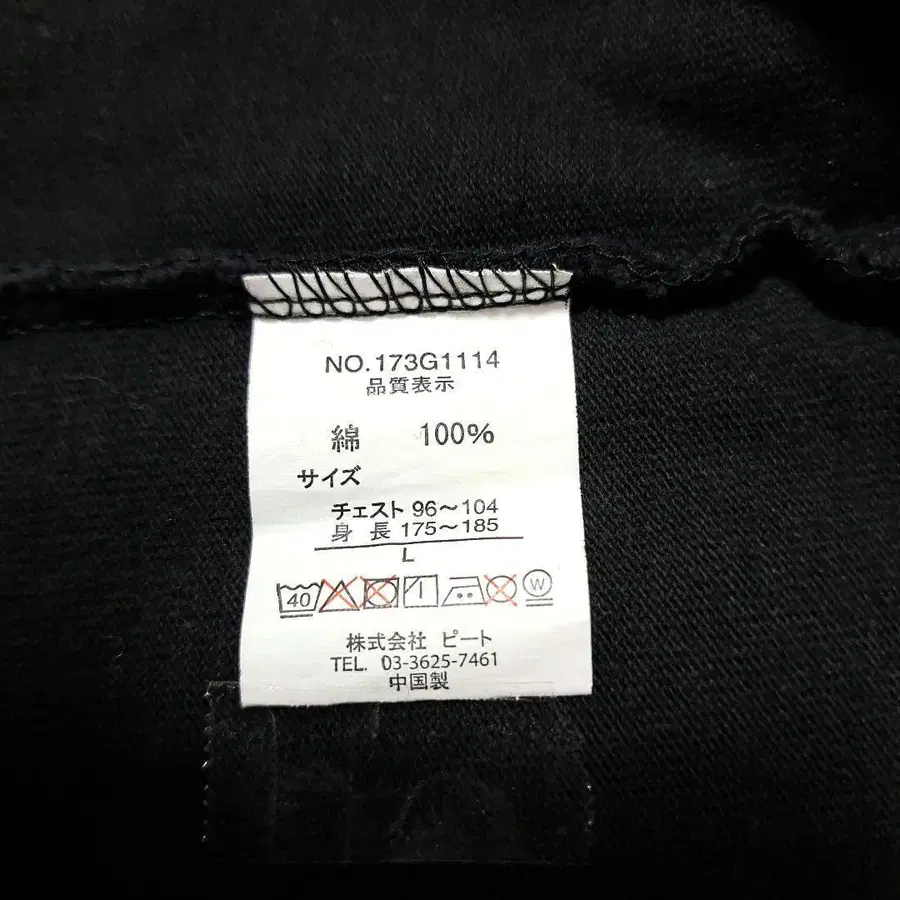 NO.173G1114
品質表示
綿 100%
サイズ
チェスト 96～104
身 長 175～185
L
40 W
株式会社 ピート
TEL. 03-3625-7461
中国製